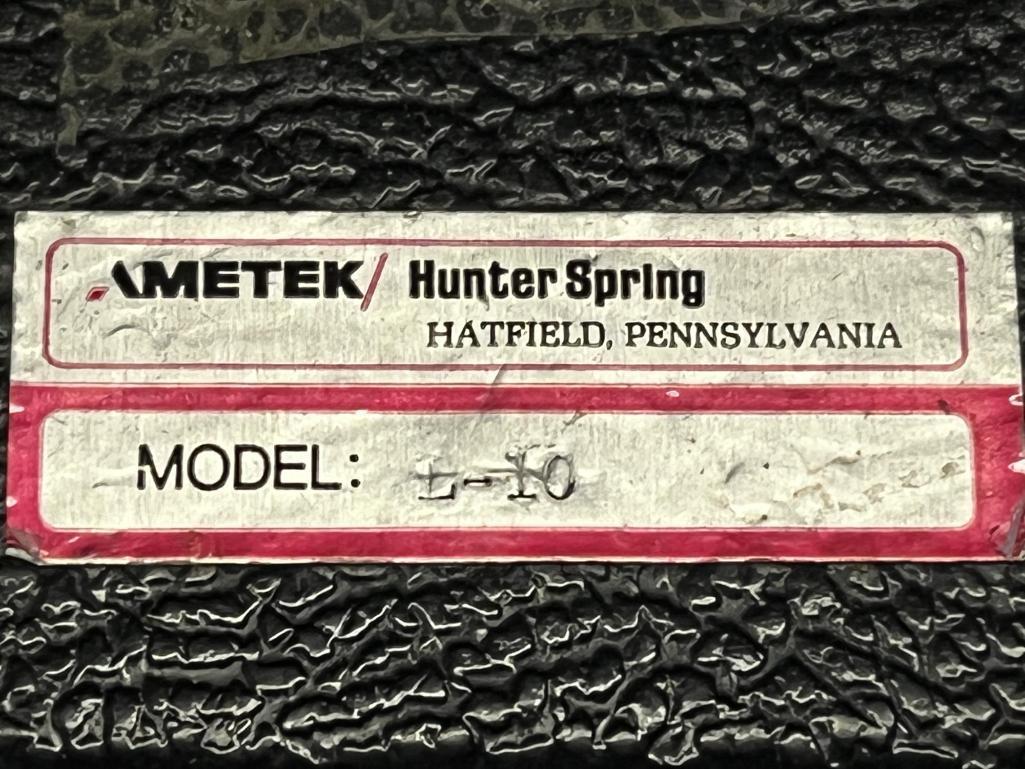 AMETEK/ Hunter Spring
HATFIELD, PENNSYLVANIA
MODEL: L-10